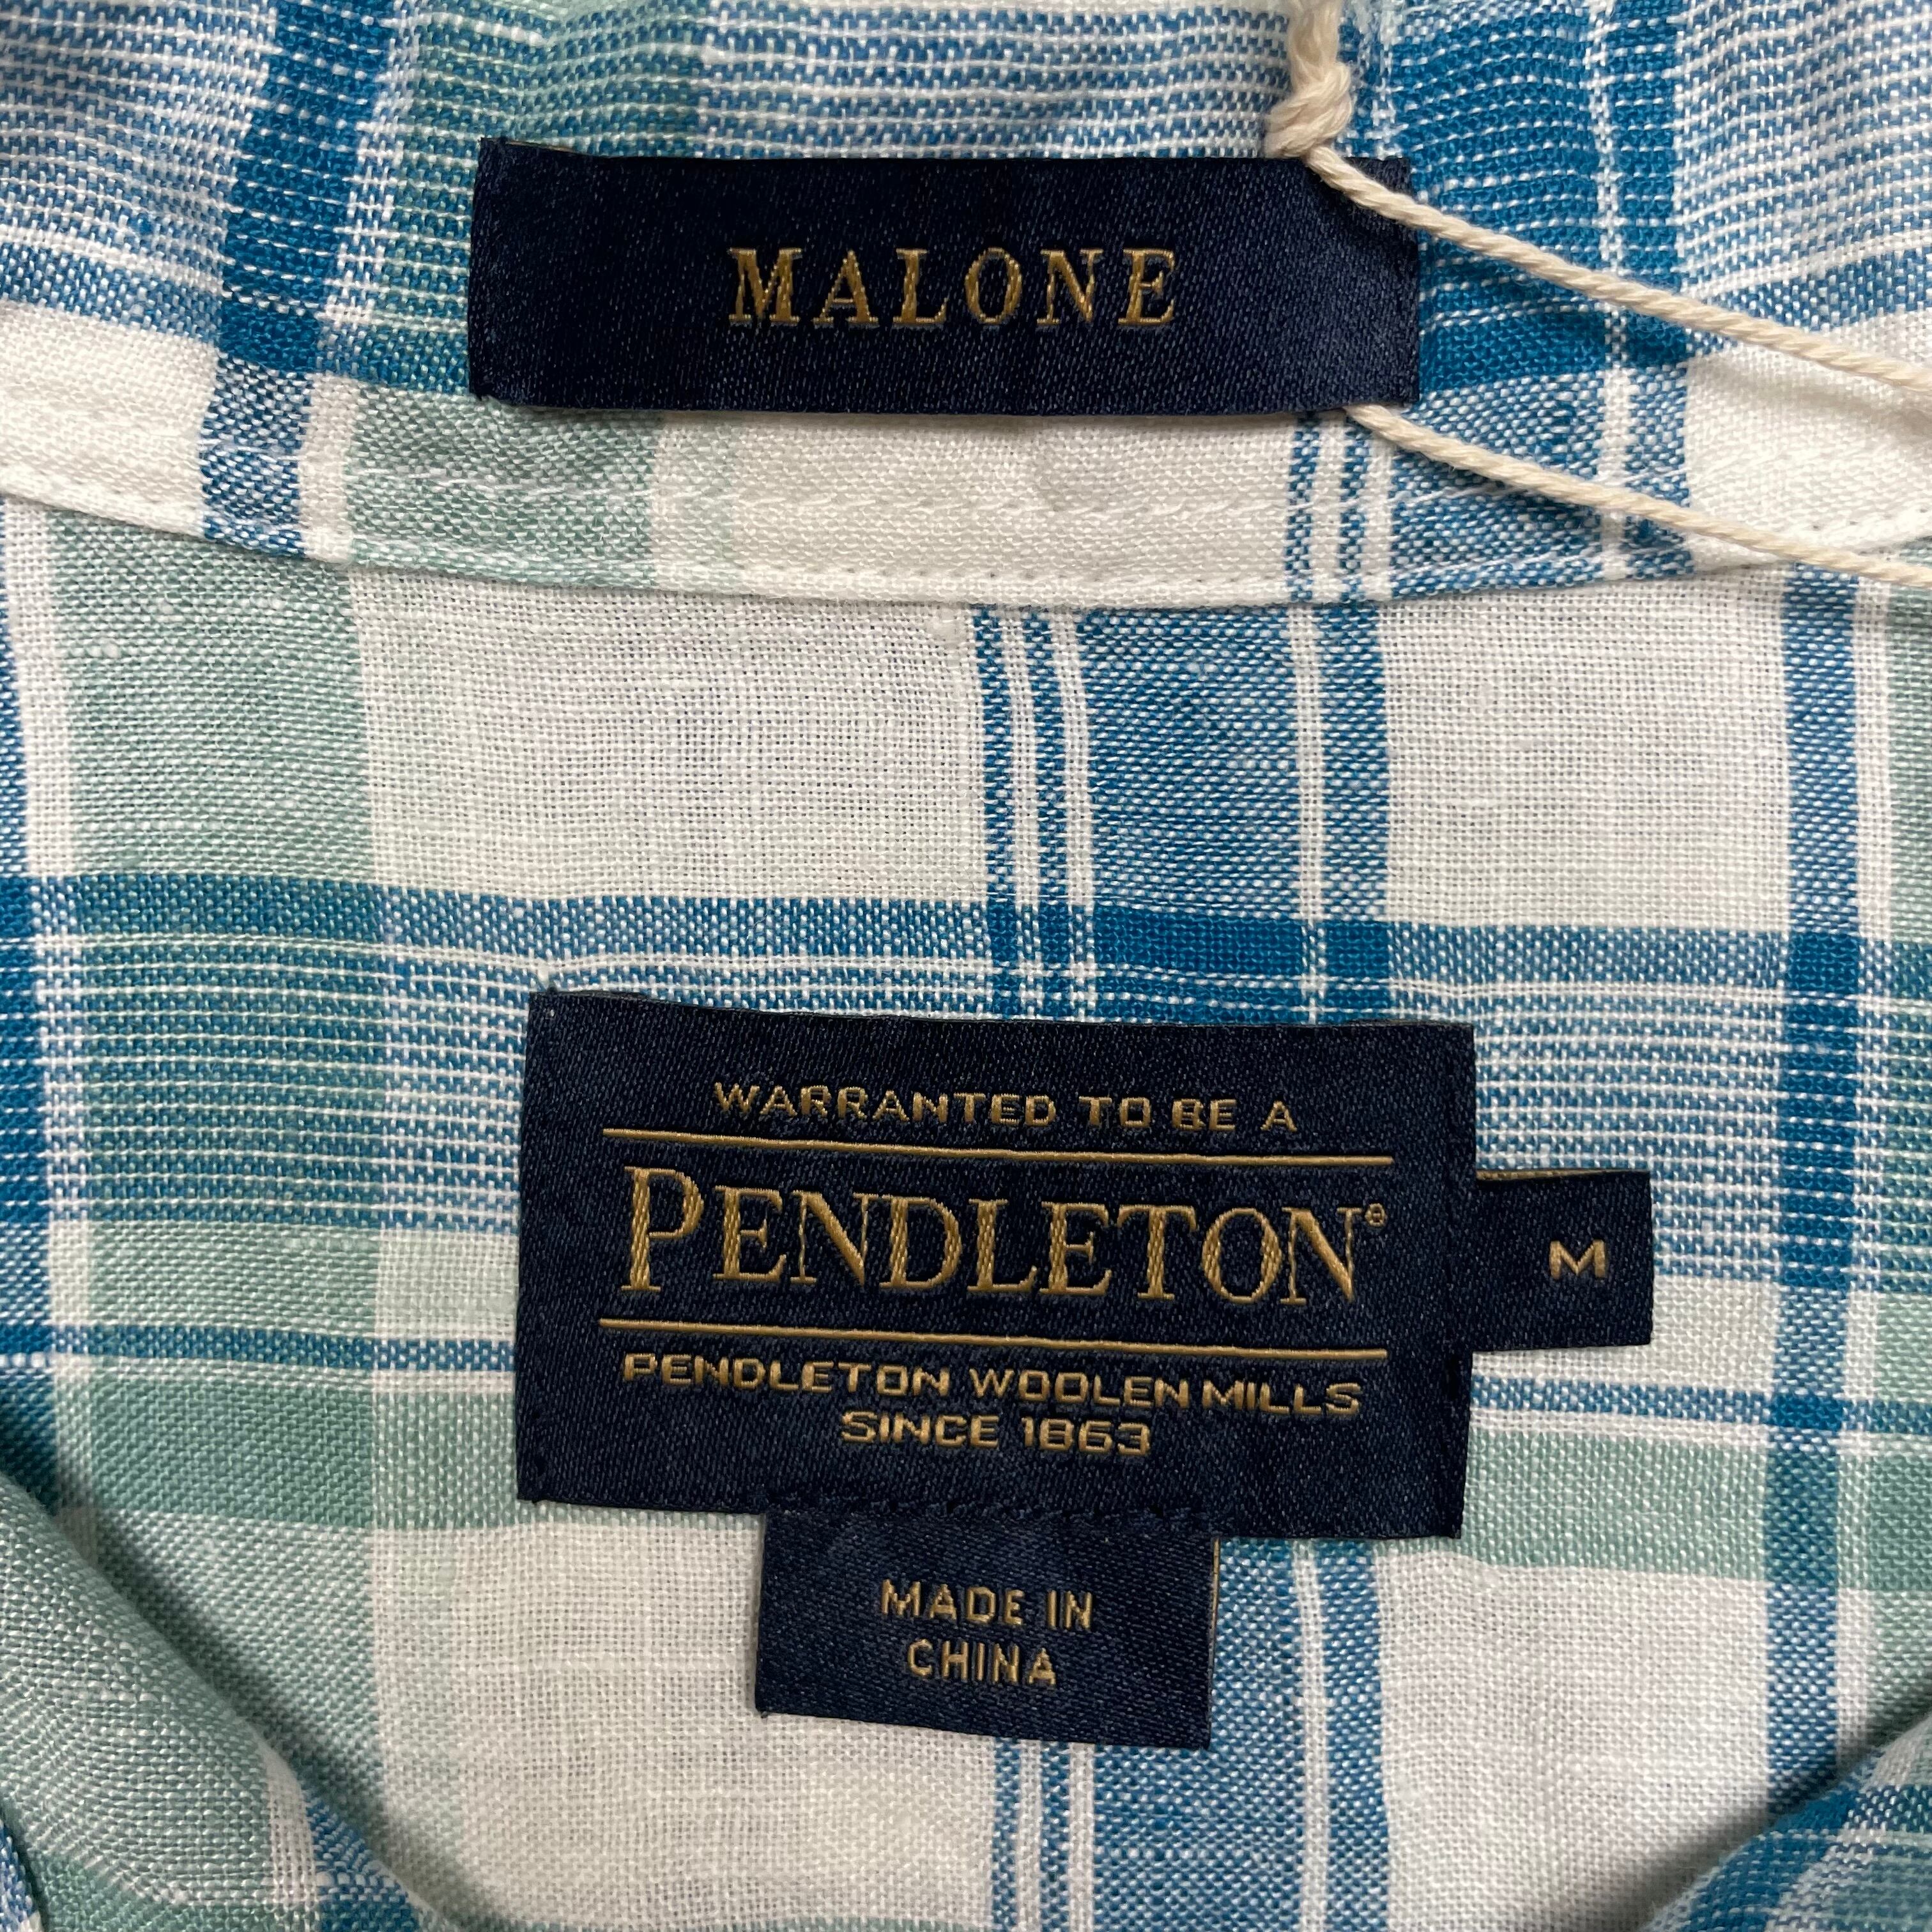 MALONE
WARRANTED TO BE A
PENDLETON®
M
PENDLETON WOOLEN MILLS
SINCE 1863
MADE IN
CHINA